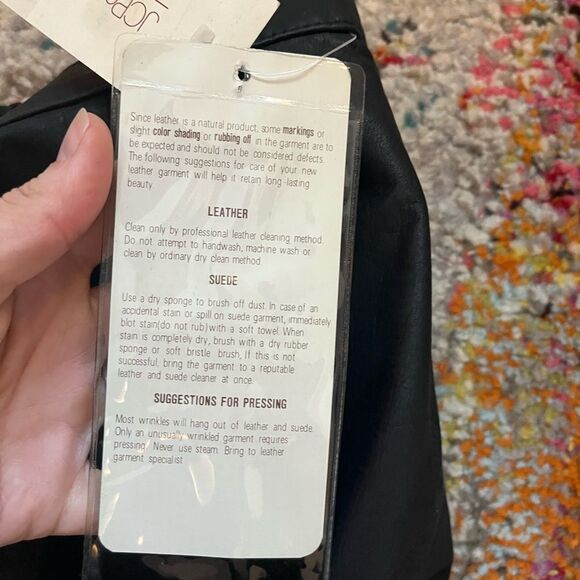 JOPA
Since leather is a natural product, some markings or
slight color shading or rubbing off in the garment are to
be expected and should not be considered defects.
The following suggestions for care of your new
leather garment will help it retain long-lasting
beauty.
LEATHER
Clean only by professional leather cleaning method.
Do not attempt to handwash, machine wash or
clean by ordinary dry clean method.
SUEDE
Use a dry sponge to brush off dust. In case of an
accidental stain or spill on suede garment, immediately
blot stain(do not rub) with a soft towel. When
stain is completely dry, brush with a dry rubber
sponge or soft bristle brush, If this is not
successful, bring the garment to a reputable
leather and suede cleaner at once.
SUGGESTIONS FOR PRESSING
Most wrinkles will hang out of leather and suede.
Only an unusually wrinkled garment requires
pressing. Never use steam. Bring to leather
garment specialist